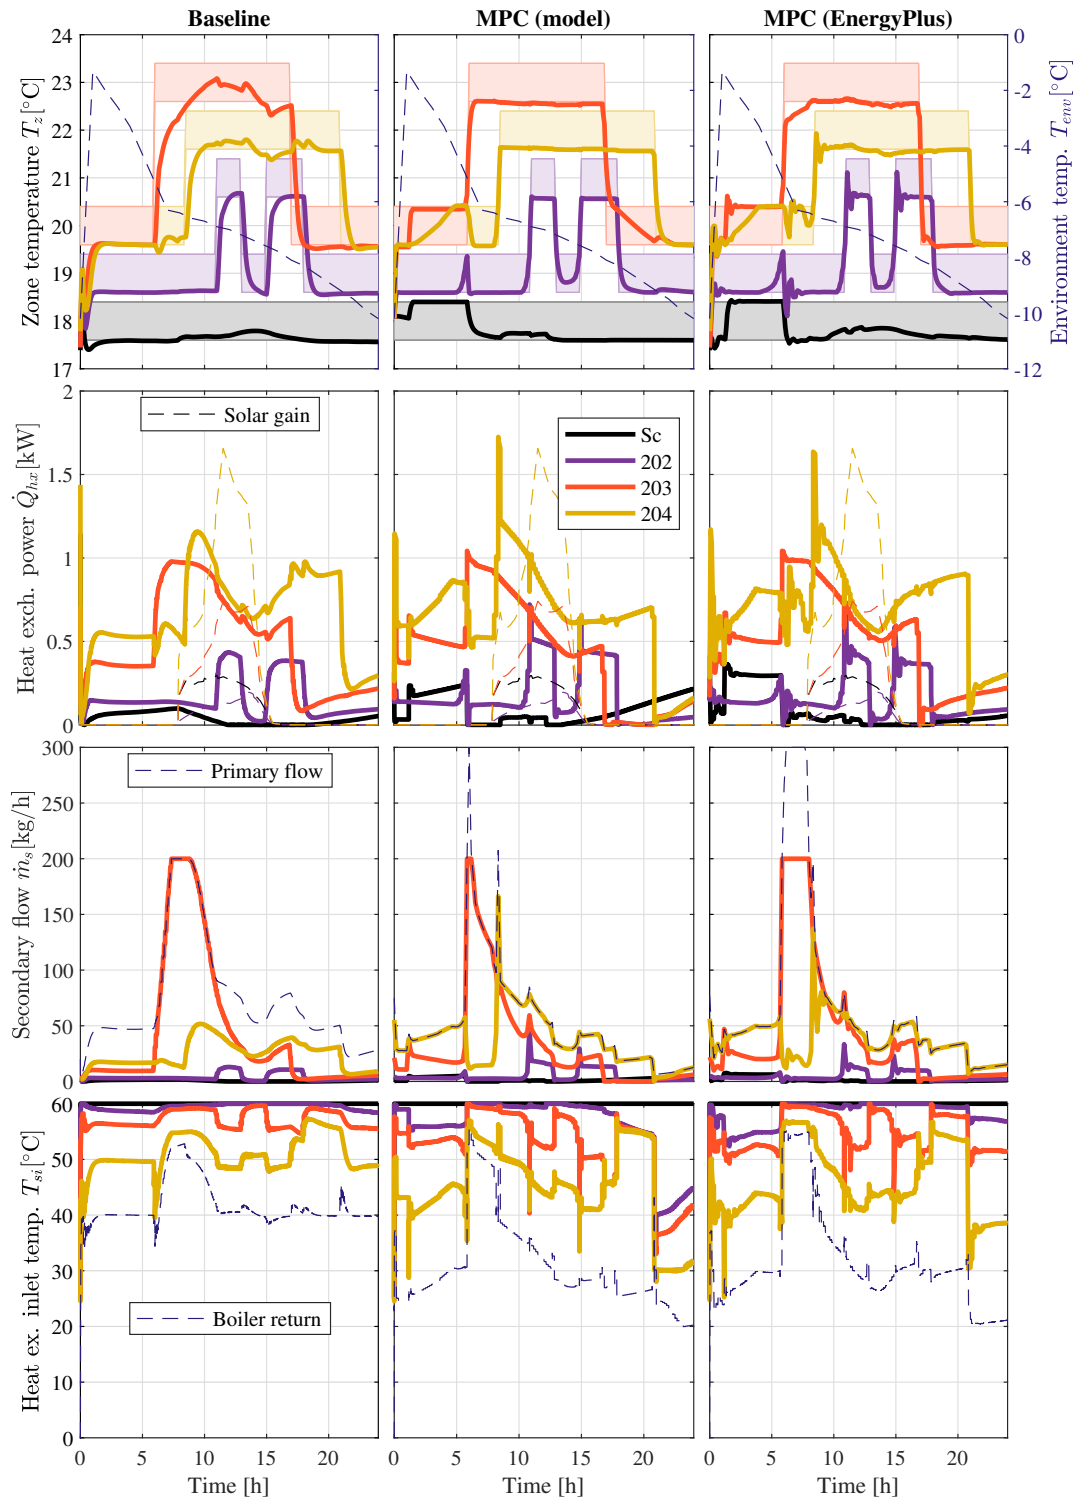 Baseline
MPC (model)
MPC (EnergyPlus)
Zone temperature T_z [°C]
24
23
22
21
20
19
18
17
0
-2
-4
-6
-8
-10
-12
Environment temp. T_env [°C]
Heat exch. power Q̇_hx [kW]
2
1.5
1
0.5
0
Solar gain
Sc
202
203
204
Secondary flow ṁ_s [kg/h]
300
250
200
150
100
50
0
Primary flow
Heat ex. inlet temp. T_si [°C]
60
50
40
30
20
10
0
Boiler return
0 5 10 15 20
0 5 10 15 20
0 5 10 15 20
Time [h]
Time [h]
Time [h]